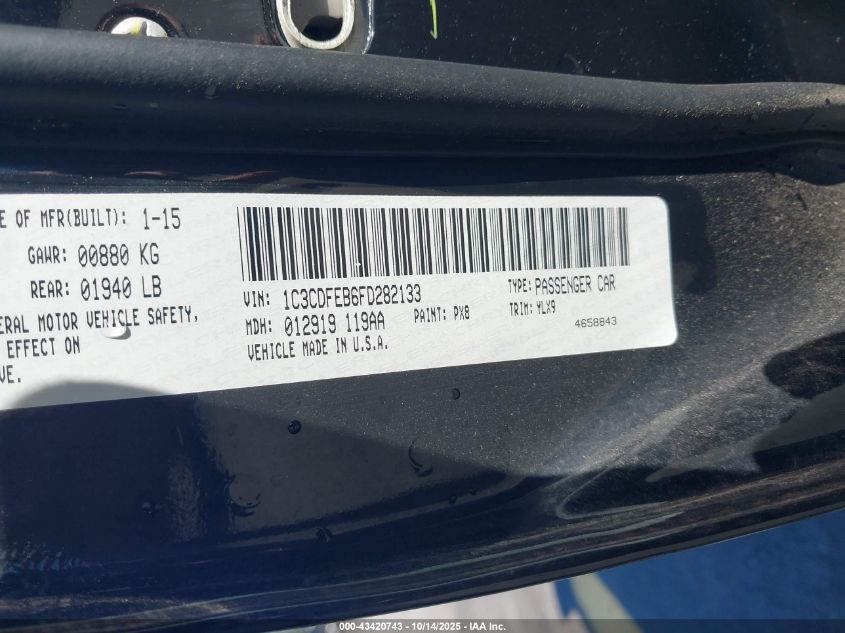 E OF MFR(BUILT): 1-15
GAWR: 00880 KG
REAR: 01940 LB
ERAL MOTOR VEHICLE SAFETY,
EFFECT ON
VE.
VIN: 1C3CDFEB6FD282133
TYPE: PASSENGER CAR
MDH: 012919 119AA
PAINT: PX8
TRIM: YLX9
VEHICLE MADE IN U.S.A.
4658843
000-43420743 - 10/14/2025 - IAA Inc.